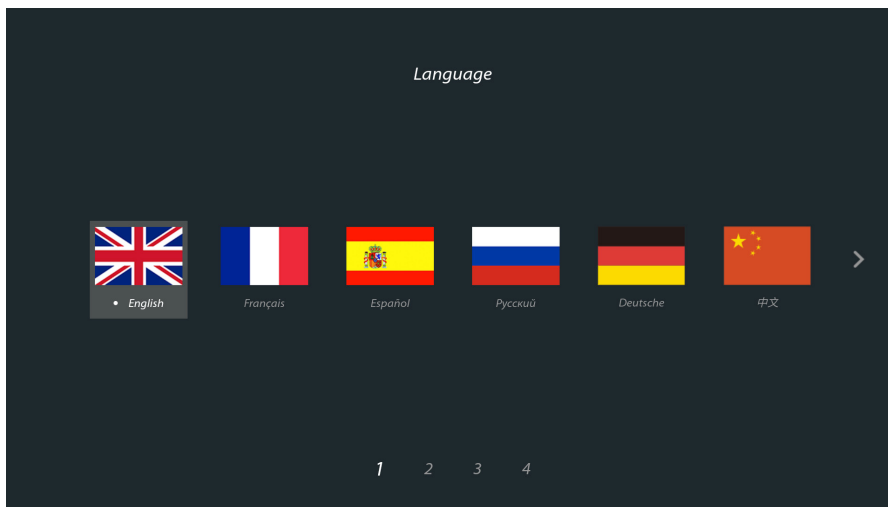 Language
• English
Français
Español
Русский
Deutsche
中文
1 2 3 4